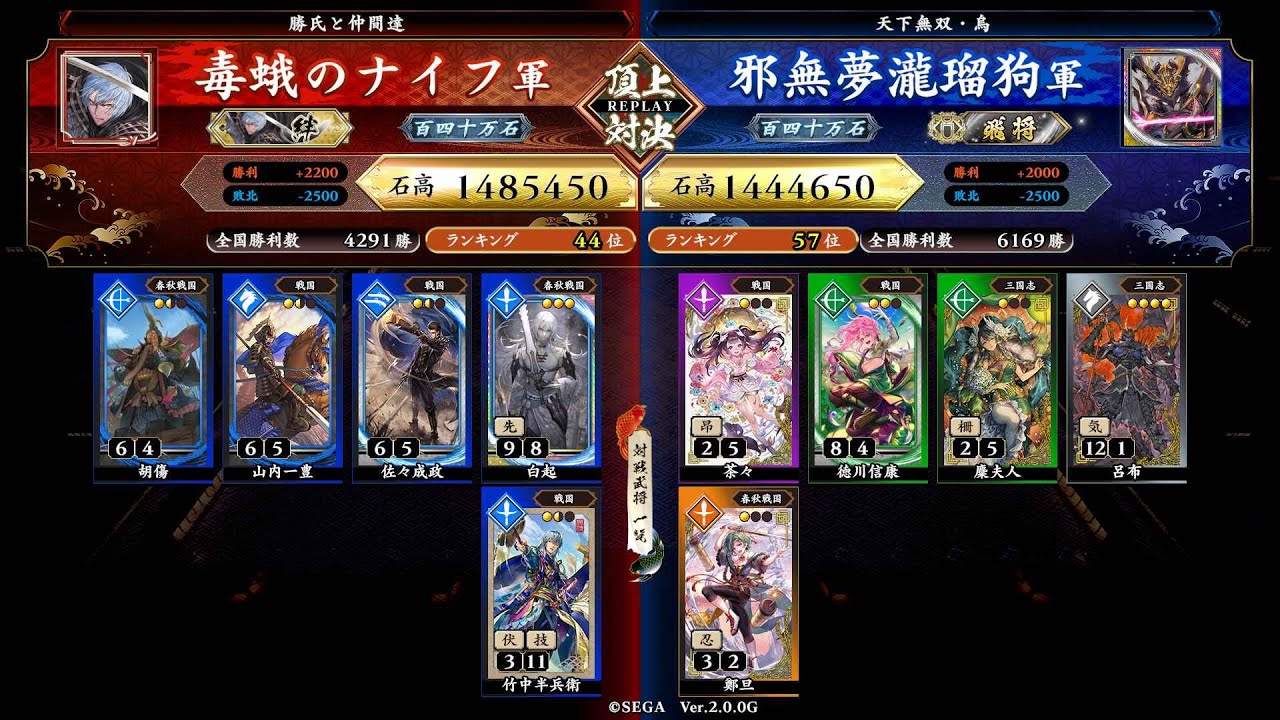 勝氏と仲間達
天下無双・烏
毒蛾のナイフ軍
頂上
REPLAY
対決
邪無夢瀧瑠狗軍
絆
百四十万石
百四十万石
飛将
勝利 +2200
敗北 -2500
石高 1485450
石高 1444650
勝利 +2000
敗北 -2500
全国勝利数 4291勝
ランキング 44位
ランキング 57位
全国勝利数 6169勝
春秋戦国
戦国
戦国
春秋戦国
戦国
戦国
三国志
三国志
先
昴
柵
気
6 4
6 5
6 5
9 8
2 5
8 4
2 5
12 1
胡傷
山内一豊
佐々成政
白起
茶々
徳川信康
麋夫人
呂布
対戦武将一覧
戦国
春秋戦国
伏 技
忍
3 11
3 2
竹中半兵衛
鄭旦
©SEGA Ver.2.0.0G